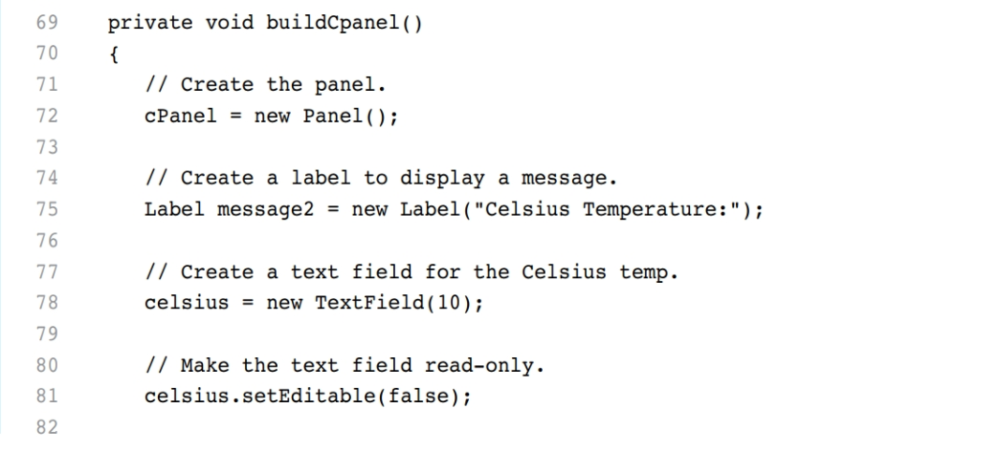 69 private void buildCpanel()
70 {
71 // Create the panel.
72 cPanel = new Panel();
73
74 // Create a label to display a message.
75 Label message2 = new Label("Celsius Temperature:");
76
77 // Create a text field for the Celsius temp.
78 celsius = new TextField(10);
79
80 // Make the text field read-only.
81 celsius.setEditable(false);
82